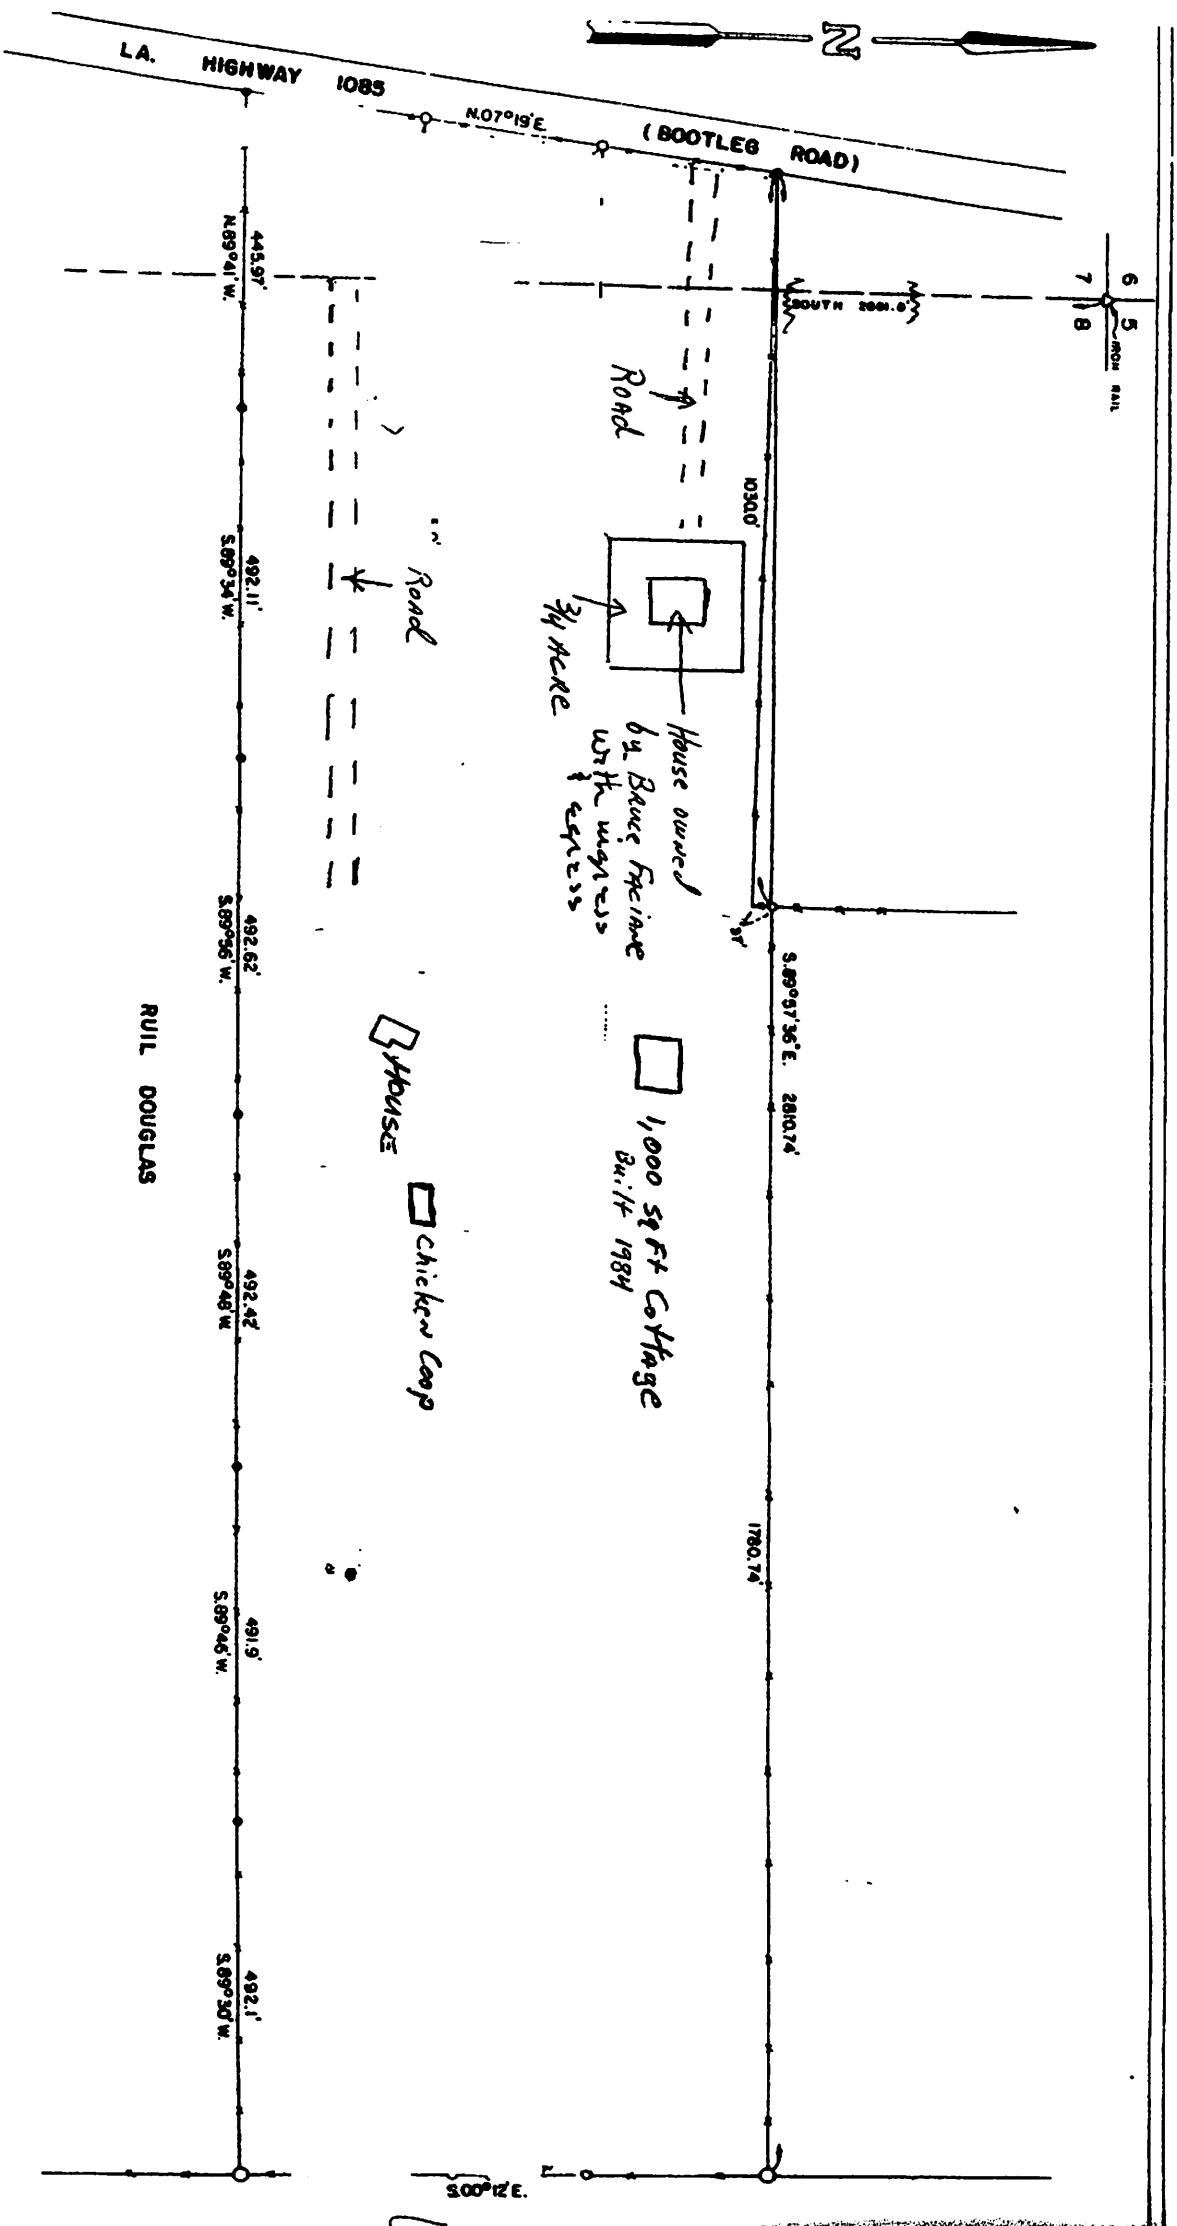 N
LA. HIGHWAY 1085
(BOOTLEG ROAD)
N.07°19'E.
6
5
7
8
IRON RAIL
SOUTH
1030.0'
S.89°57'36"E. 2810.74'
1780.74'
ROAD
House owned
by Bruce Faciane
with ingress
& egress
3/4 ACRE
1,000 Sq Ft Cottage
Built 1984
ROAD
House
Chicken Coop
445.97'
N.89°41'W.
492.11'
S.89°34'W.
492.62'
S.89°56'W.
492.42'
S.89°48'W.
491.9'
S.89°46'W.
492.1'
S.89°30'W.
RUIL DOUGLAS
S.00°12'E.